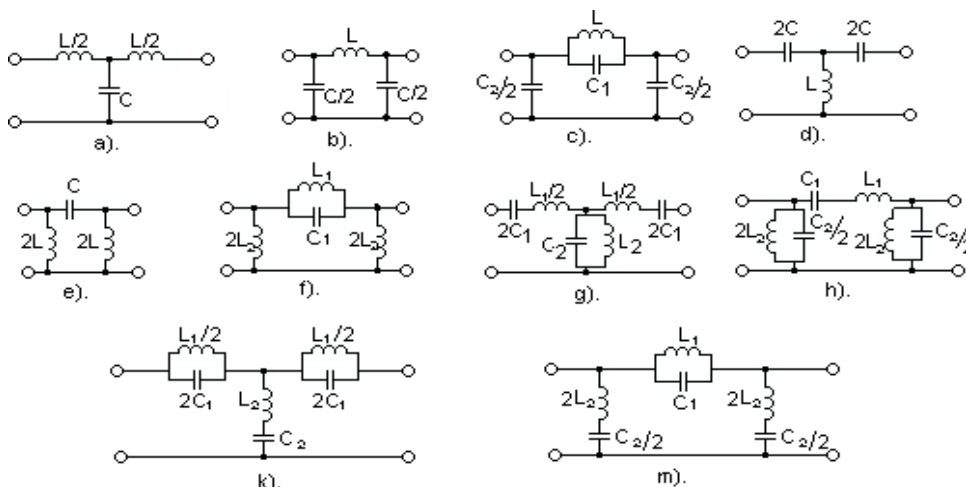 L/2 L/2
C
a).
L
C/2 C/2
b).
L
C1
C2/2 C2/2
c).
2C 2C
L
d).
C
2L 2L
e).
L1
C1
2L2 2L2
f).
L1/2 L1/2
2C1 2C1
C2 L2
g).
C1 L1
2L2 C2/2 2L2 C2/2
h).
L1/2 L1/2
2C1 2C1
L2
C2
k).
L1
C1
2L2 2L2
C2/2 C2/2
m).